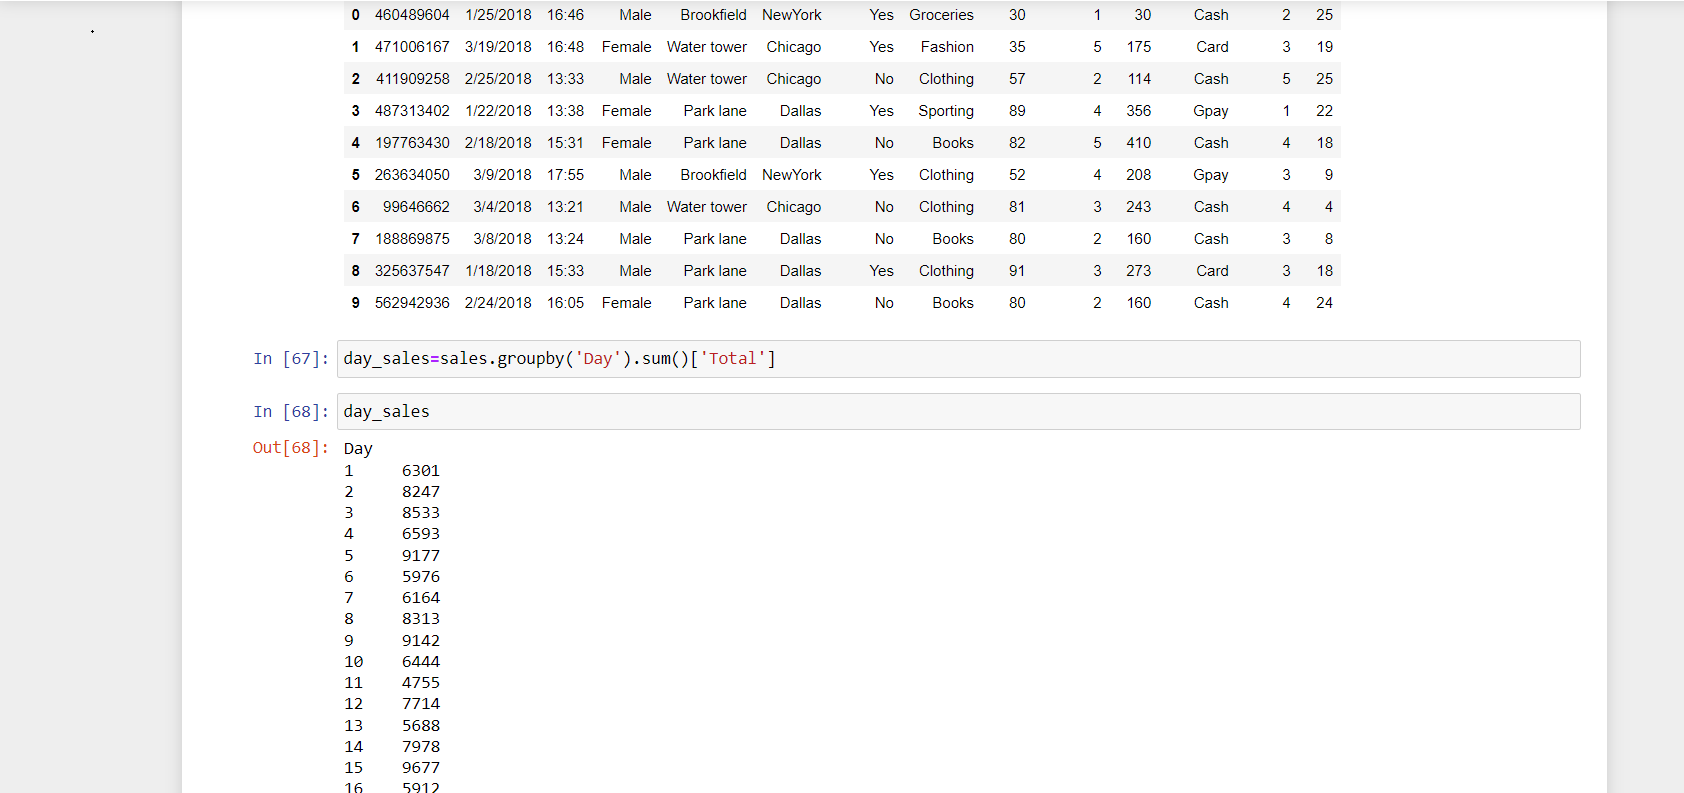 0 460489604 1/25/2018 16:46 Male Brookfield NewYork Yes Groceries 30 1 30 Cash 2 25
1 471006167 3/19/2018 16:48 Female Water tower Chicago Yes Fashion 35 5 175 Card 3 19
2 411909258 2/25/2018 13:33 Male Water tower Chicago No Clothing 57 2 114 Cash 5 25
3 487313402 1/22/2018 13:38 Female Park lane Dallas Yes Sporting 89 4 356 Gpay 1 22
4 197763430 2/18/2018 15:31 Female Park lane Dallas No Books 82 5 410 Cash 4 18
5 263634050 3/9/2018 17:55 Male Brookfield NewYork Yes Clothing 52 4 208 Gpay 3 9
6 99646662 3/4/2018 13:21 Male Water tower Chicago No Clothing 81 3 243 Cash 4 4
7 188869875 3/8/2018 13:24 Male Park lane Dallas No Books 80 2 160 Cash 3 8
8 325637547 1/18/2018 15:33 Male Park lane Dallas Yes Clothing 91 3 273 Card 3 18
9 562942936 2/24/2018 16:05 Female Park lane Dallas No Books 80 2 160 Cash 4 24
In [67]: day_sales=sales.groupby('Day').sum()['Total']
In [68]: day_sales
Out[68]: Day
1 6301
2 8247
3 8533
4 6593
5 9177
6 5976
7 6164
8 8313
9 9142
10 6444
11 4755
12 7714
13 5688
14 7978
15 9677
16 5912